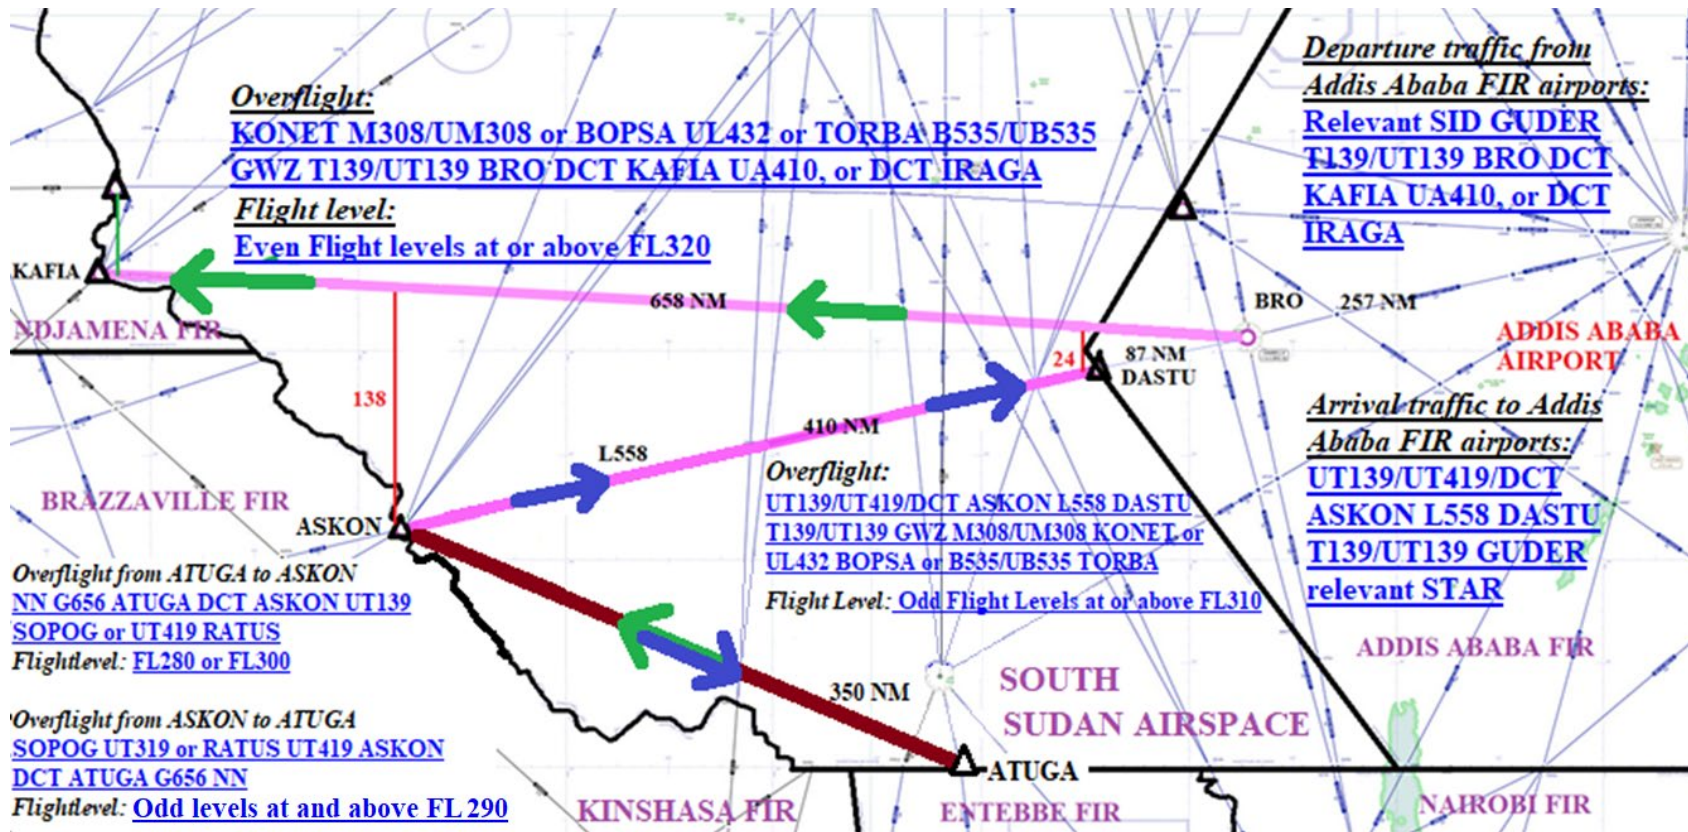 Overflight:
KONET M308/UM308 or BOPSA UL432 or TORBA B535/UB535
GWZ T139/UT139 BRO DCT KAFIA UA410, or DCT IRAGA
Flight level:
Even Flight levels at or above FL320
Departure traffic from
Addis Ababa FIR airports:
Relevant SID GUDER
T139/UT139 BRO DCT
KAFIA UA410, or DCT
IRAGA
KAFIA
NDJAMENA FIR
658 NM
BRO
257 NM
ADDIS ABABA
AIRPORT
24
87 NM
DASTU
138
410 NM
L558
BRAZZAVILLE FIR
ASKON
Overflight:
UT139/UT419/DCT ASKON L558 DASTU
T139/UT139 GWZ M308/UM308 KONET or
UL432 BOPSA or B535/UB535 TORBA
Flight Level: Odd Flight Levels at or above FL310
Arrival traffic to Addis
Ababa FIR airports:
UT139/UT419/DCT
ASKON L558 DASTU
T139/UT139 GUDER
relevant STAR
Overflight from ATUGA to ASKON
NN G656 ATUGA DCT ASKON UT139
SOPOG or UT419 RATUS
Flightlevel: FL280 or FL300
Overflight from ASKON to ATUGA
SOPOG UT319 or RATUS UT419 ASKON
DCT ATUGA G656 NN
Flightlevel: Odd levels at and above FL 290
350 NM
SOUTH
SUDAN AIRSPACE
ADDIS ABABA FIR
ATUGA
KINSHASA FIR
ENTEBBE FIR
NAIROBI FIR